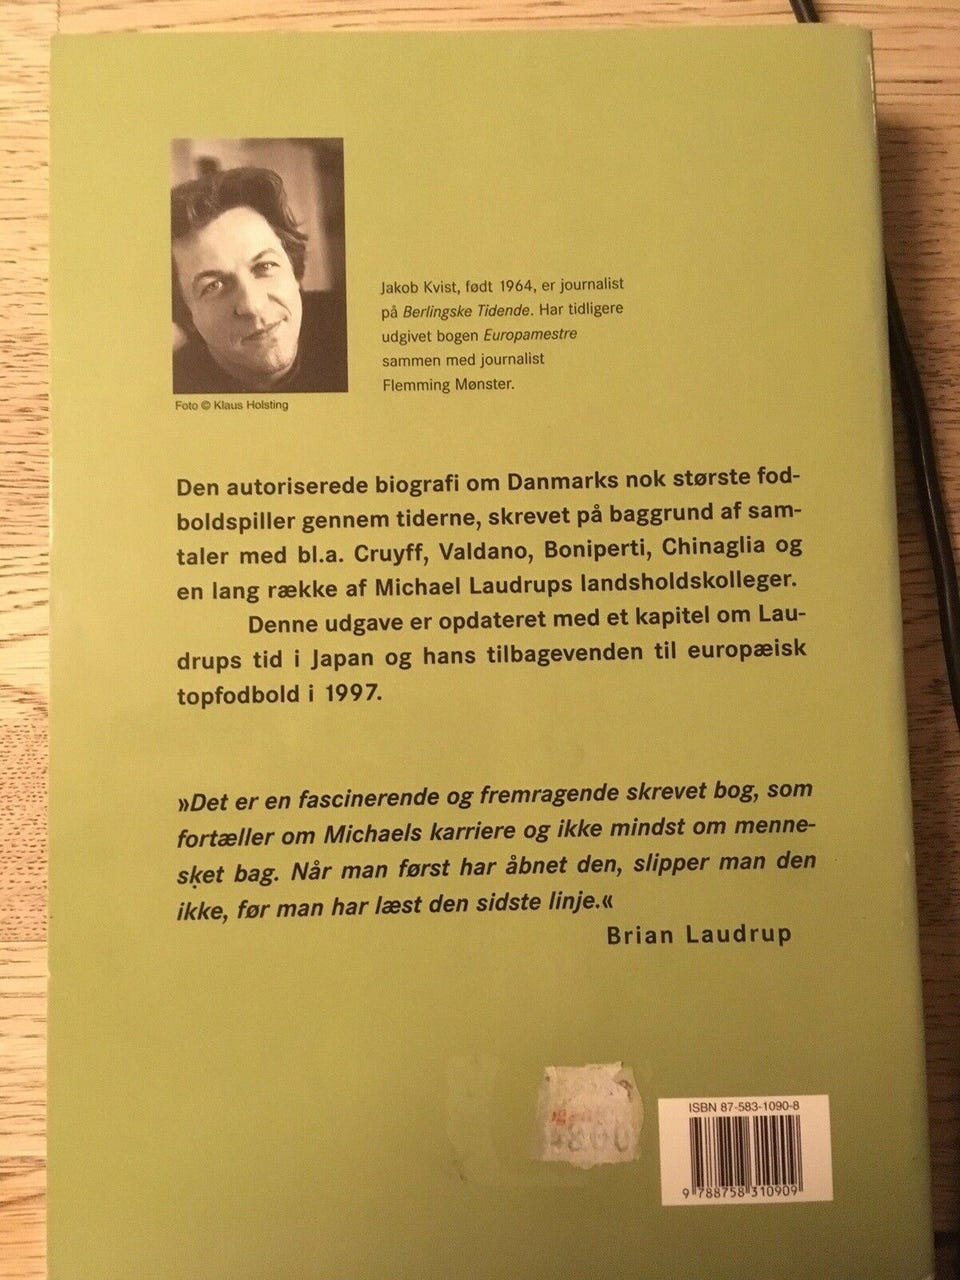 Jakob Kvist, født 1964, er journalist
på Berlingske Tidende. Har tidligere
udgivet bogen Europamestre
sammen med journalist
Flemming Mønster.
Foto © Klaus Holsting
Den autoriserede biografi om Danmarks nok største fod-
boldspiller gennem tiderne, skrevet på baggrund af sam-
taler med bl.a. Cruyff, Valdano, Boniperti, Chinaglia og
en lang række af Michael Laudrups landsholdskolleger.
Denne udgave er opdateret med et kapitel om Lau-
drups tid i Japan og hans tilbagevenden til europæisk
topfodbold i 1997.
»Det er en fascinerende og fremragende skrevet bog, som
fortæller om Michaels karriere og ikke mindst om menne-
sket bag. Når man først har åbnet den, slipper man den
ikke, før man har læst den sidste linje.«
Brian Laudrup
ISBN 87-583-1090-8
9 788758 310909